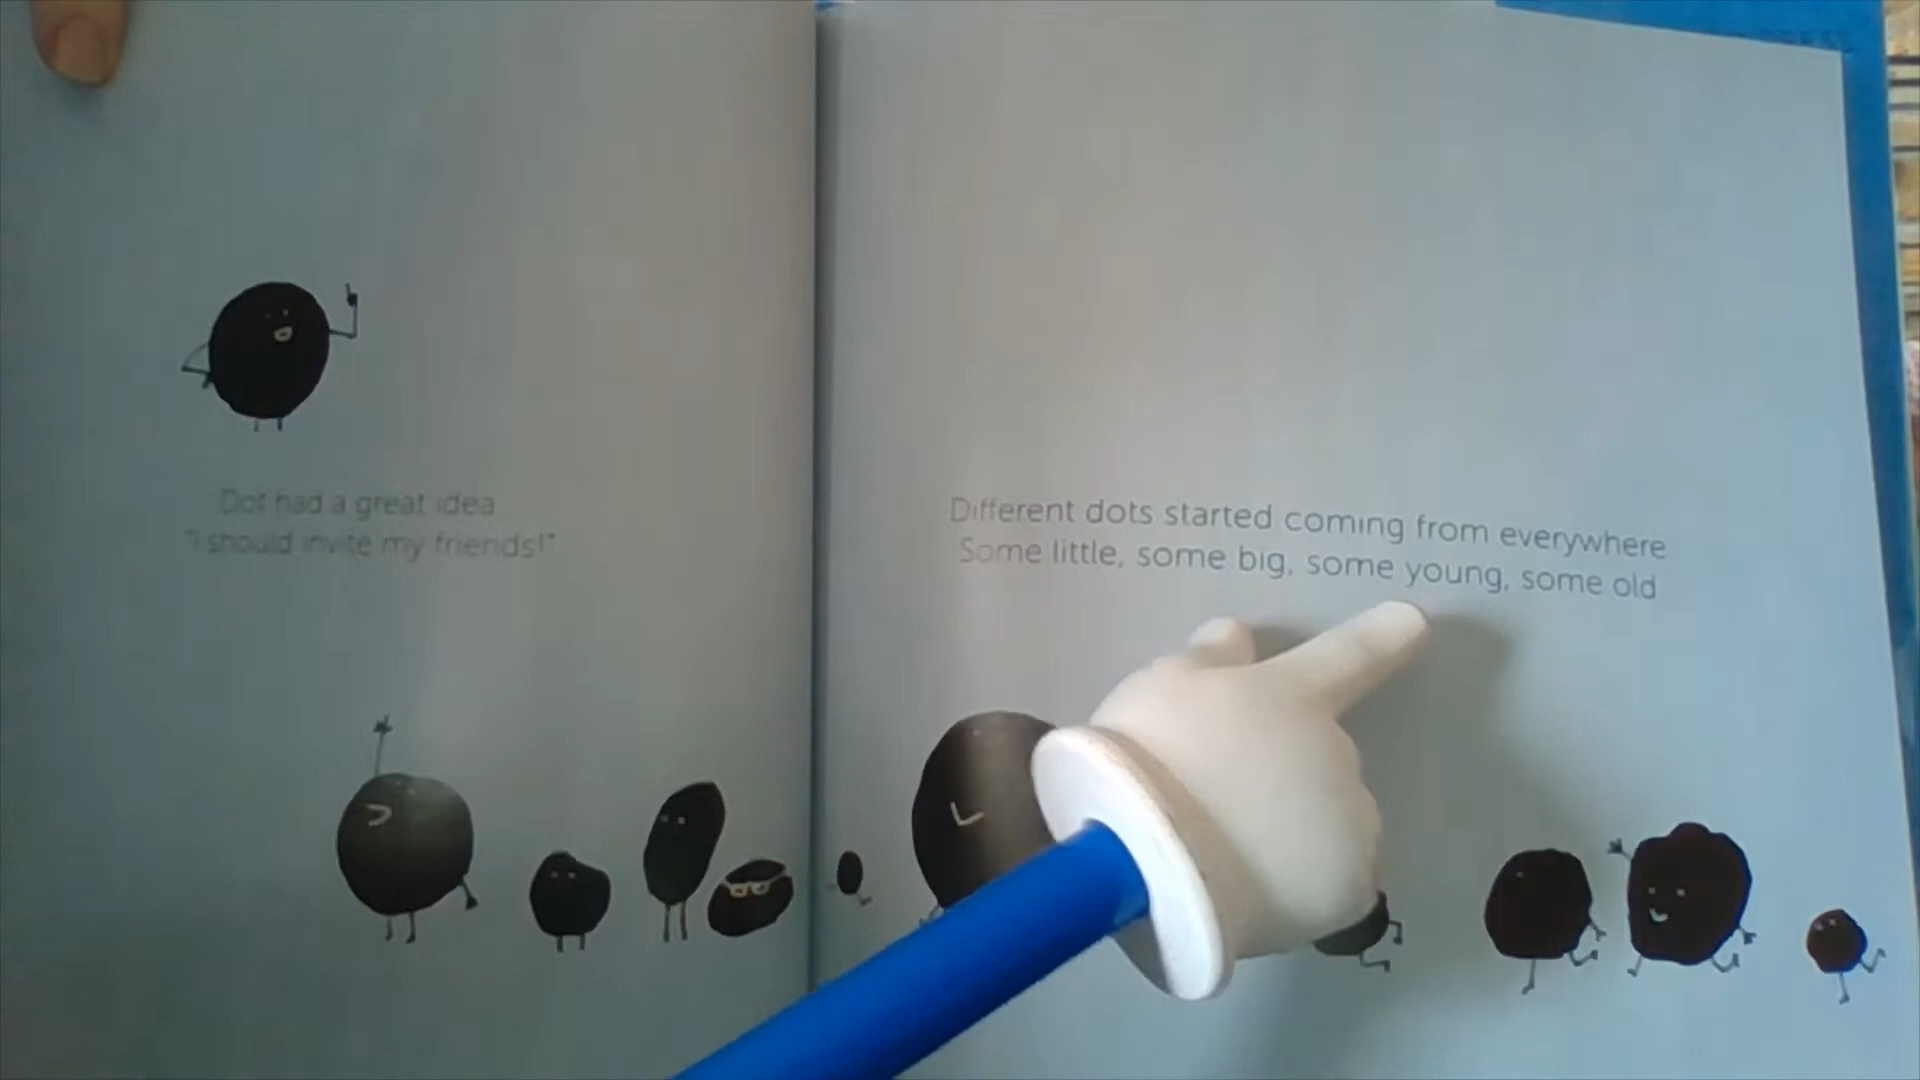 Dot had a great idea
"I should invite my friends!"
Different dots started coming from everywhere
Some little, some big, some young, some old